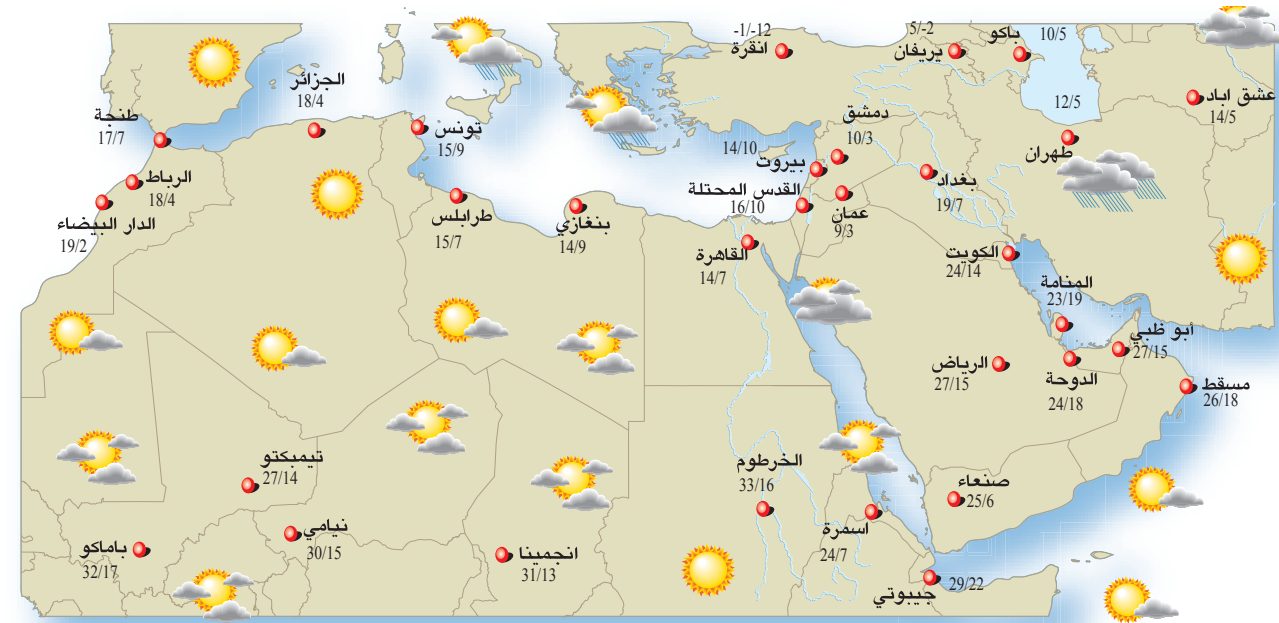 -1/-12
انقرة
5/-2
يريفان
باكو
10/5
12/5
عشق اباد
14/5
طهران
الجزائر
18/4
طنجة
17/7
الرباط
18/4
الدار البيضاء
19/2
تونس
15/9
طرابلس
15/7
بنغازي
14/9
دمشق
10/3
14/10
بيروت
القدس المحتلة
16/10
عمان
9/3
بغداد
19/7
القاهرة
14/7
الكويت
24/14
المنامة
23/19
أبو ظبي
27/15
الرياض
27/15
الدوحة
24/18
مسقط
26/18
تيمبكتو
27/14
الخرطوم
33/16
صنعاء
25/6
اسمرة
24/7
نيامي
30/15
باماكو
32/17
انجمينا
31/13
29/22
جيبوتي